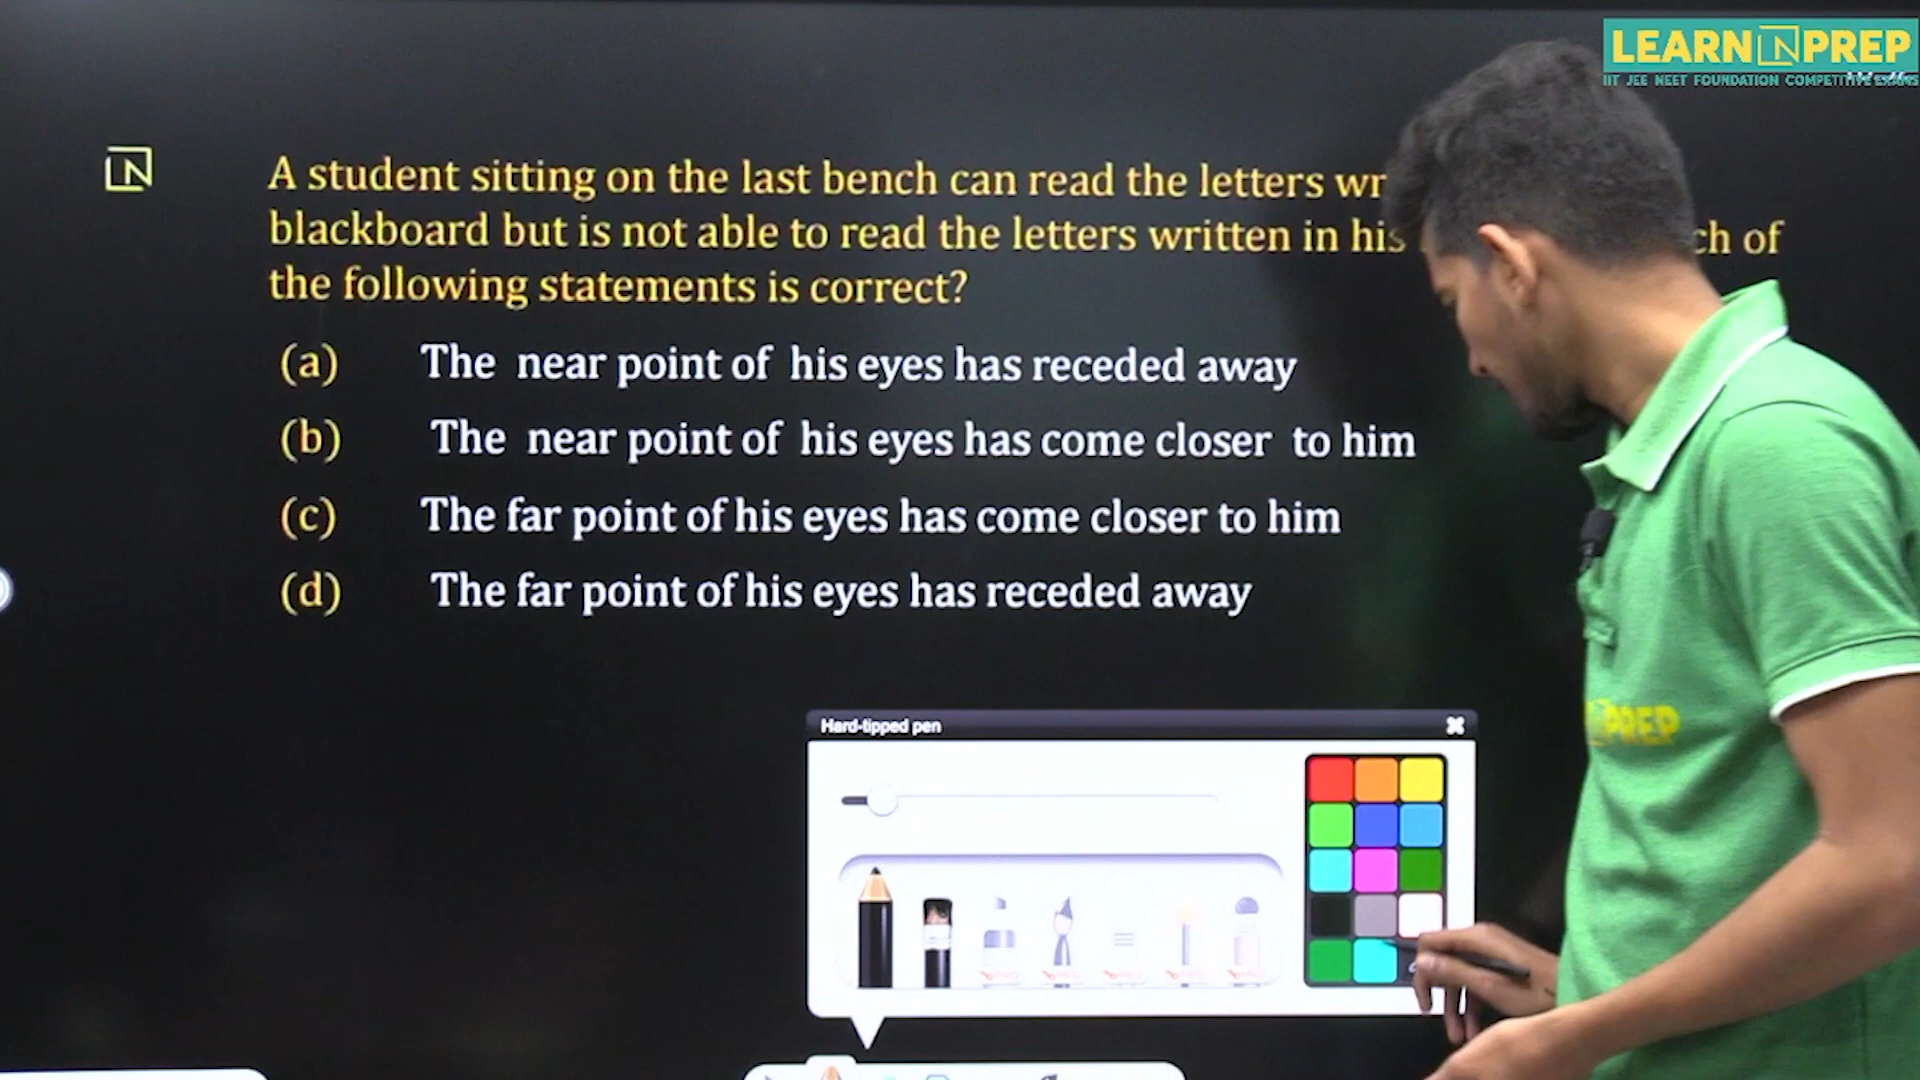 LEARN N PREP
IIT JEE NEET FOUNDATION COMPETITIVE EXAMS
LN
A student sitting on the last bench can read the letters wr
blackboard but is not able to read the letters written in his ch of
the following statements is correct?
(a) The near point of his eyes has receded away
(b) The near point of his eyes has come closer to him
(c) The far point of his eyes has come closer to him
(d) The far point of his eyes has receded away
Hard-tipped pen
PREP